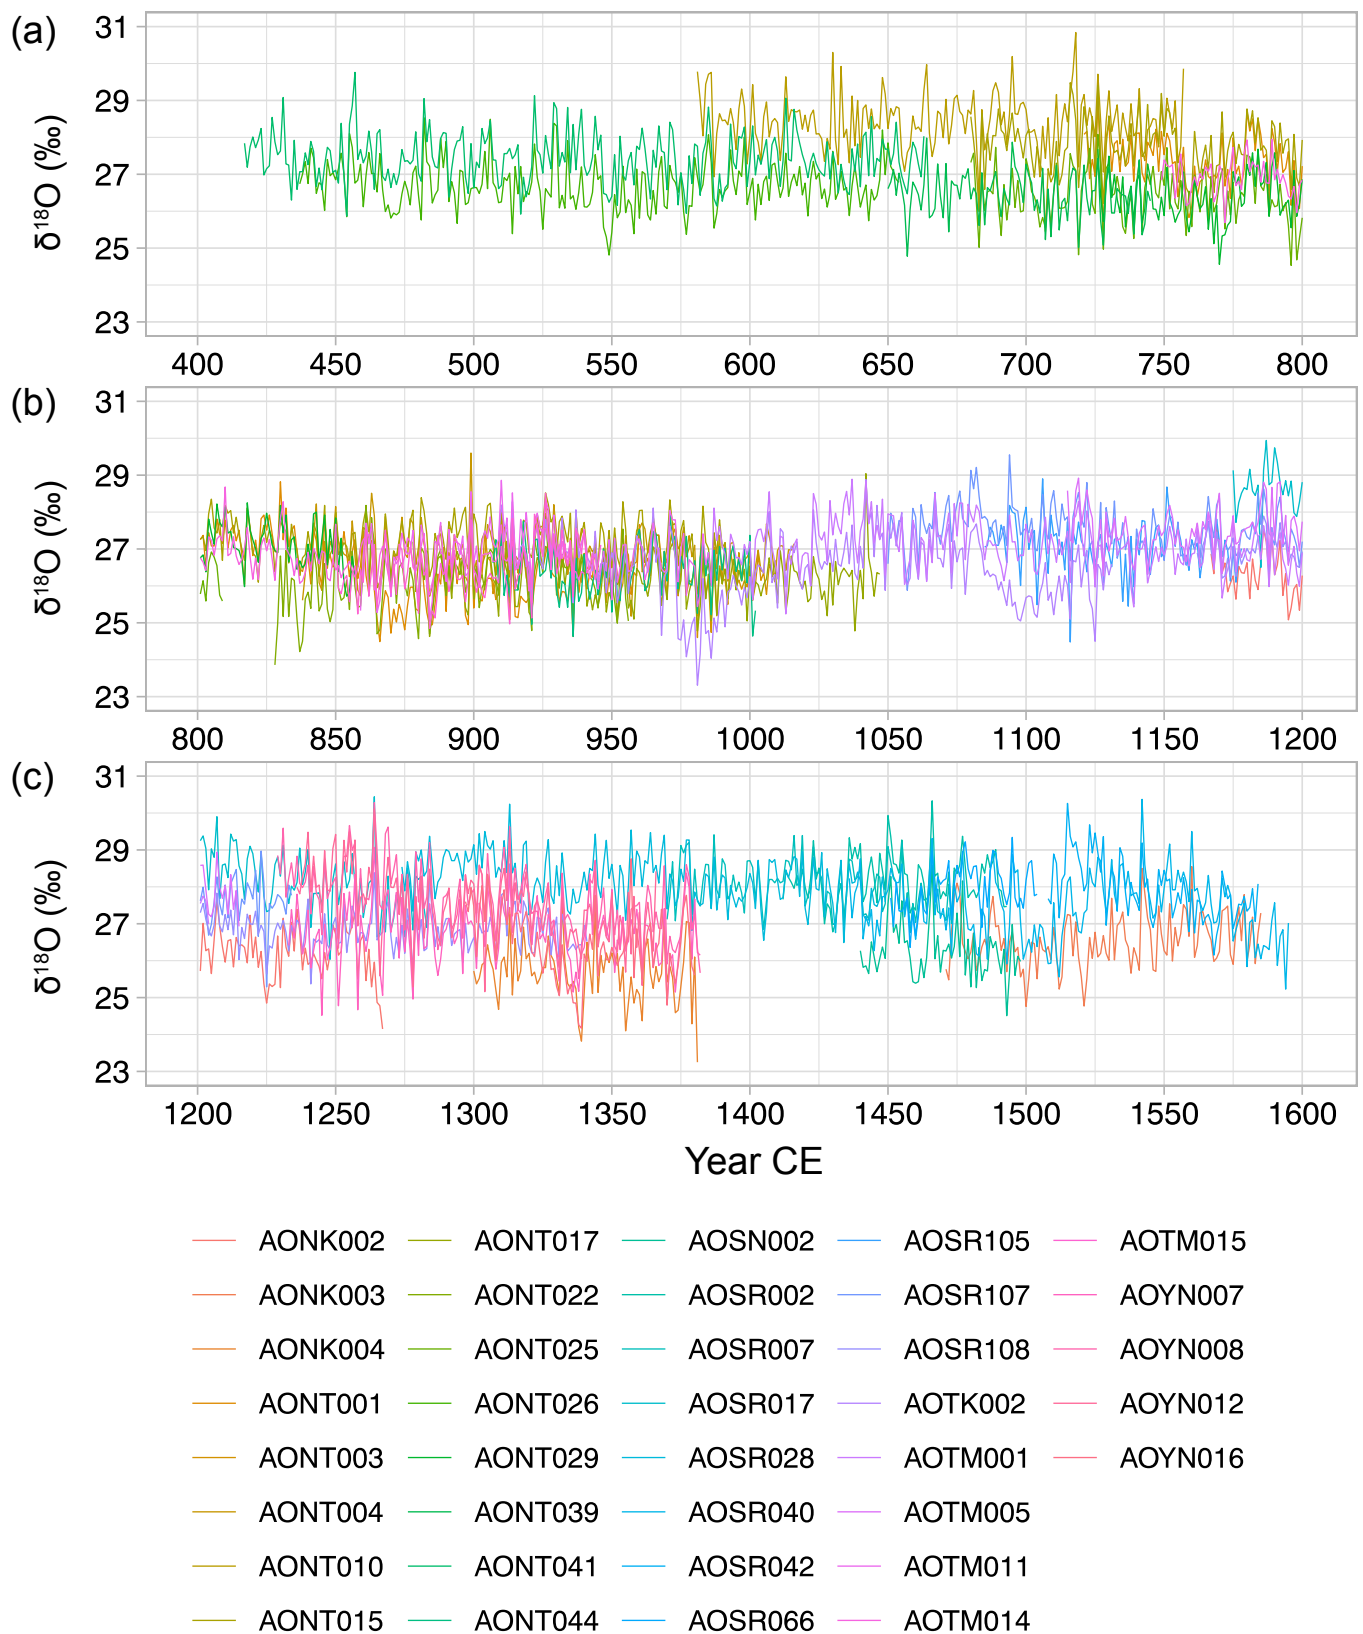 (a)
31
29
27
25
23
δ¹⁸O (‰)
400 450 500 550 600 650 700 750 800
(b)
31
29
27
25
23
δ¹⁸O (‰)
800 850 900 950 1000 1050 1100 1150 1200
(c)
31
29
27
25
23
δ¹⁸O (‰)
1200 1250 1300 1350 1400 1450 1500 1550 1600
Year CE
AONK002 AONT017 AOSN002 AOSR105 AOTM015
AONK003 AONT022 AOSR002 AOSR107 AOYN007
AONK004 AONT025 AOSR007 AOSR108 AOYN008
AONT001 AONT026 AOSR017 AOTK002 AOYN012
AONT003 AONT029 AOSR028 AOTM001 AOYN016
AONT004 AONT039 AOSR040 AOTM005
AONT010 AONT041 AOSR042 AOTM011
AONT015 AONT044 AOSR066 AOTM014